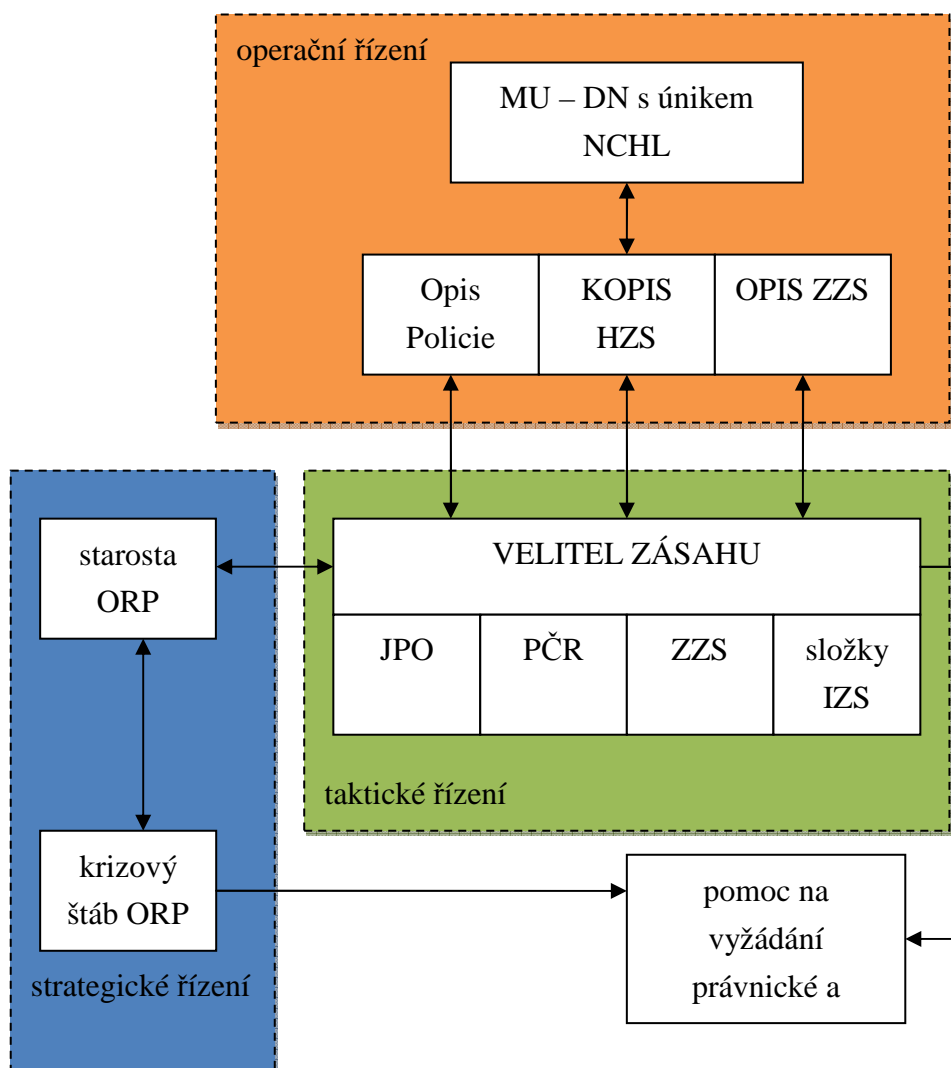 operační řízení
MU – DN s únikem
NCHL
Opis
Policie
KOPIS
HZS
OPIS ZZS
starosta
ORP
VELITEL ZÁSAHU
JPO
PČR
ZZS
složky
IZS
taktické řízení
krizový
štáb ORP
strategické řízení
pomoc na
vyžádání
právnické a